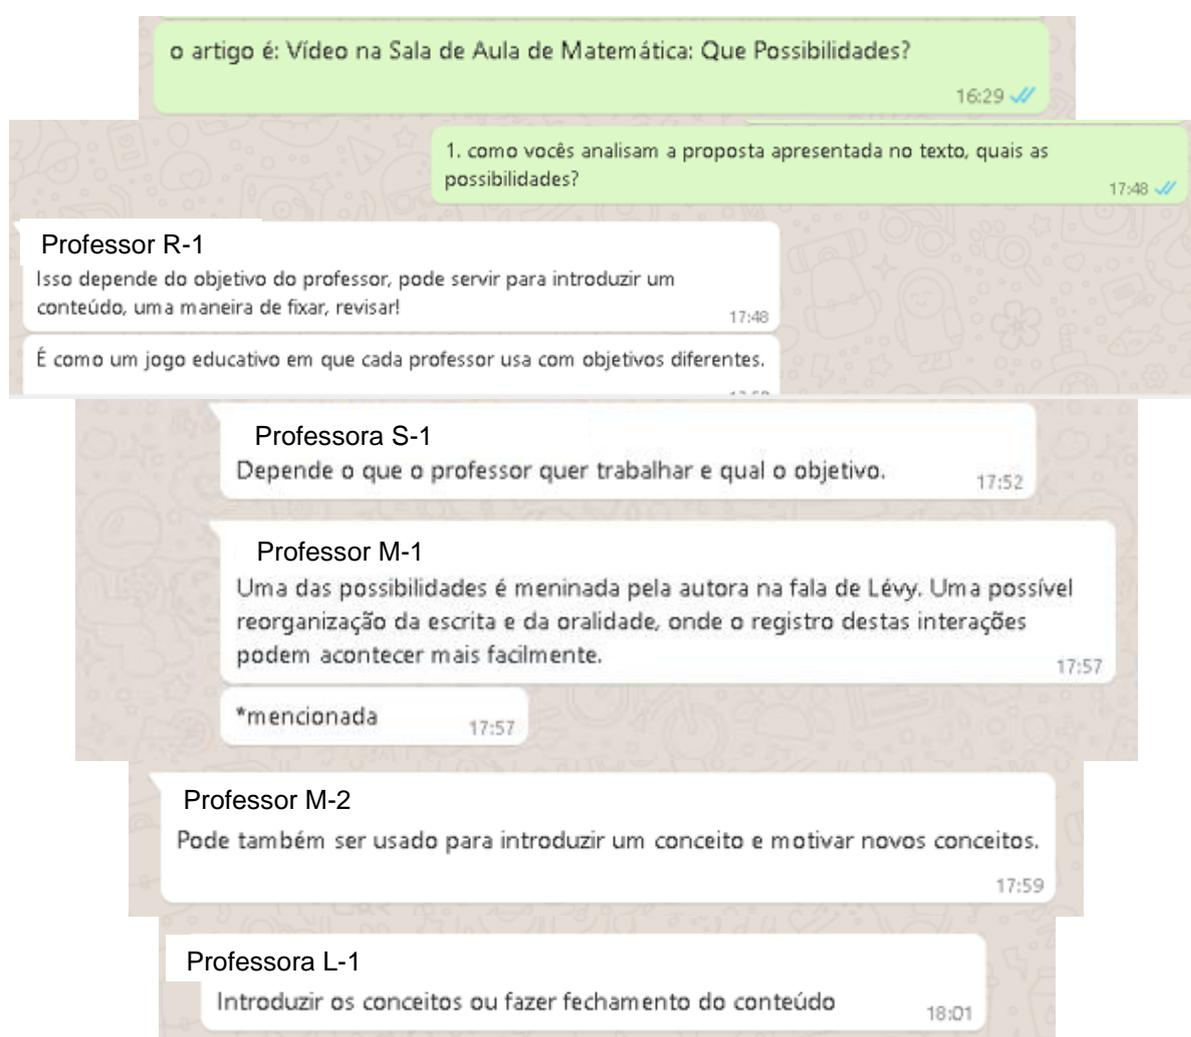 o artigo é: Vídeo na Sala de Aula de Matemática: Que Possibilidades?
16:29
1. como vocês analisam a proposta apresentada no texto, quais as
possibilidades?
17:48
Professor R-1
Isso depende do objetivo do professor, pode servir para introduzir um
conteúdo, uma maneira de fixar, revisar!
17:48
É como um jogo educativo em que cada professor usa com objetivos diferentes.
Professora S-1
Depende o que o professor quer trabalhar e qual o objetivo.
17:52
Professor M-1
Uma das possibilidades é meninada pela autora na fala de Lévy. Uma possível
reorganização da escrita e da oralidade, onde o registro destas interações
podem acontecer mais facilmente.
17:57
*mencionada
17:57
Professor M-2
Pode também ser usado para introduzir um conceito e motivar novos conceitos.
17:59
Professora L-1
Introduzir os conceitos ou fazer fechamento do conteúdo
18:01